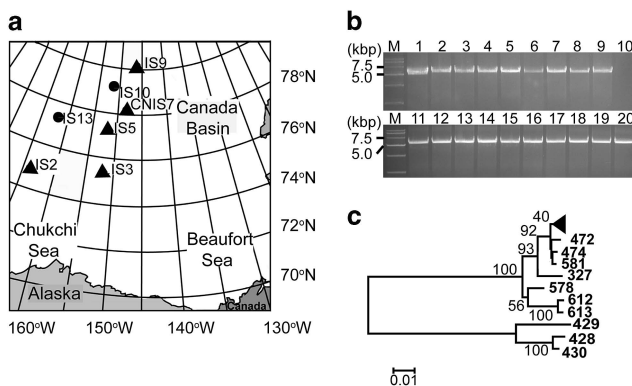 a
IS9
78°N
IS10
CNIS7
Canada
Basin
IS13
IS5
76°N
IS2
IS3
74°N
72°N
Chukchi
Sea
Beaufort
Sea
70°N
Alaska
Canada
160°W 150°W 140°W 130°W
b
(kbp) M 1 2 3 4 5 6 7 8 9 10
7.5
5.0
(kbp) M 11 12 13 14 15 16 17 18 19 20
7.5
5.0
c
40
92
472
474
93
581
100
327
578
56
612
613
100
429
428
100
430
0.01